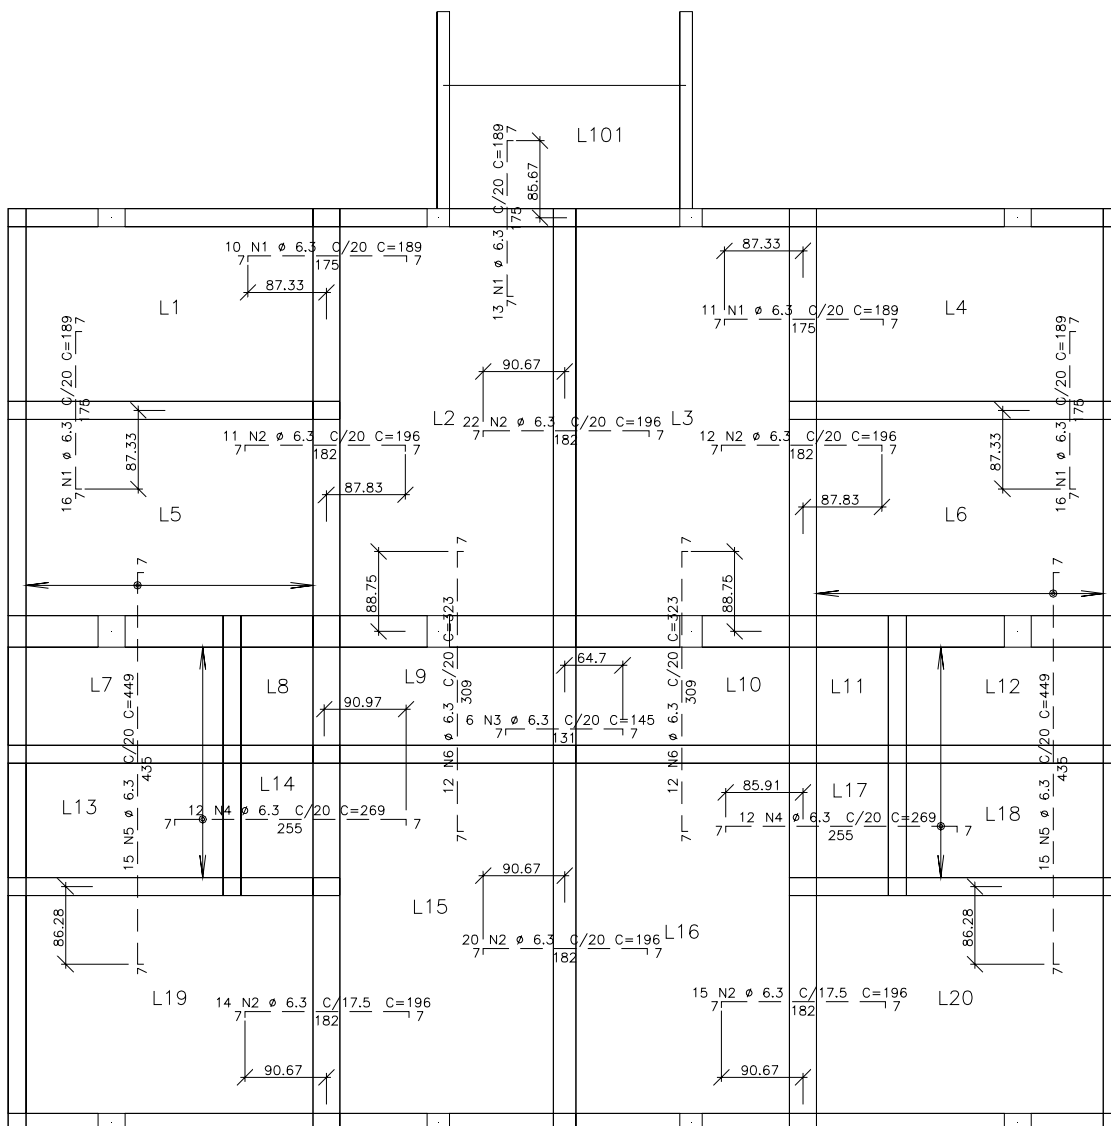 L101
13 N1 ø 6.3 C/20 C=189
175
7
7
85.67
10 N1 ø 6.3 C/20 C=189
7
175
7
87.33
87.33
11 N1 ø 6.3 C/20 C=189
7
175
7
L1
L4
16 N1 ø 6.3 C/20 C=189
175
7
7
87.33
16 N1 ø 6.3 C/20 C=189
175
7
7
87.33
90.67
L2
22 N2 ø 6.3 C/20 C=196
7
182
7
L3
11 N2 ø 6.3 C/20 C=196
7
182
7
87.83
12 N2 ø 6.3 C/20 C=196
7
182
7
87.83
L5
L6
88.75
12 N6 ø 6.3 C/20 C=323
309
7
7
88.75
12 N6 ø 6.3 C/20 C=323
309
7
7
15 N5 ø 6.3 C/20 C=449
435
7
7
15 N5 ø 6.3 C/20 C=449
435
7
7
64.7
L7
L8
L9
L10
L11
L12
90.97
6 N3 ø 6.3 C/20 C=145
7
131
7
L13
L14
L17
L18
85.91
12 N4 ø 6.3 C/20 C=269
7
255
7
12 N4 ø 6.3 C/20 C=269
7
255
7
90.67
86.28
86.28
L15
L16
20 N2 ø 6.3 C/20 C=196
7
182
7
L19
L20
14 N2 ø 6.3 C/17.5 C=196
7
182
7
15 N2 ø 6.3 C/17.5 C=196
7
182
7
90.67
90.67